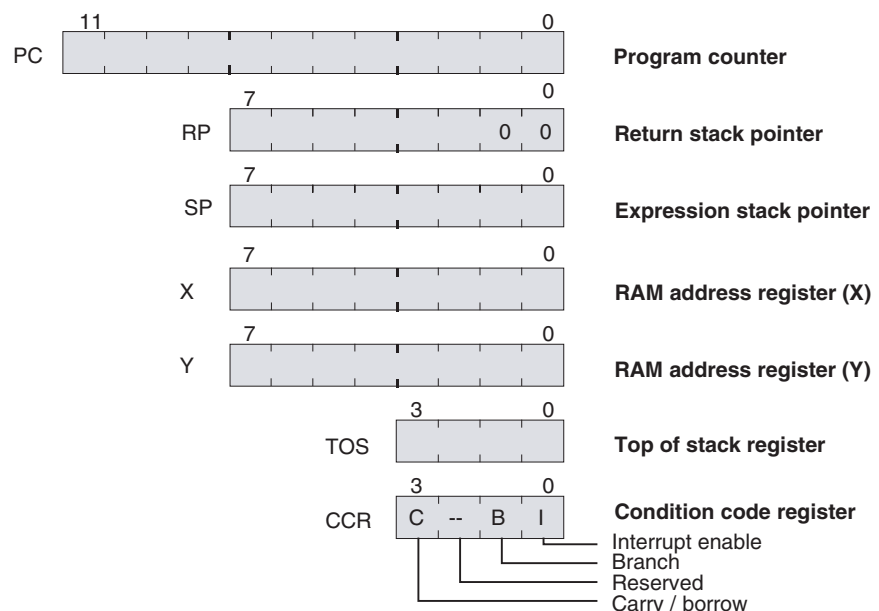 11 0
PC Program counter
7 0
RP 0 0 Return stack pointer
7 0
SP Expression stack pointer
7 0
X RAM address register (X)
7 0
Y RAM address register (Y)
3 0
TOS Top of stack register
3 0
CCR C -- B I Condition code register
Interrupt enable
Branch
Reserved
Carry / borrow